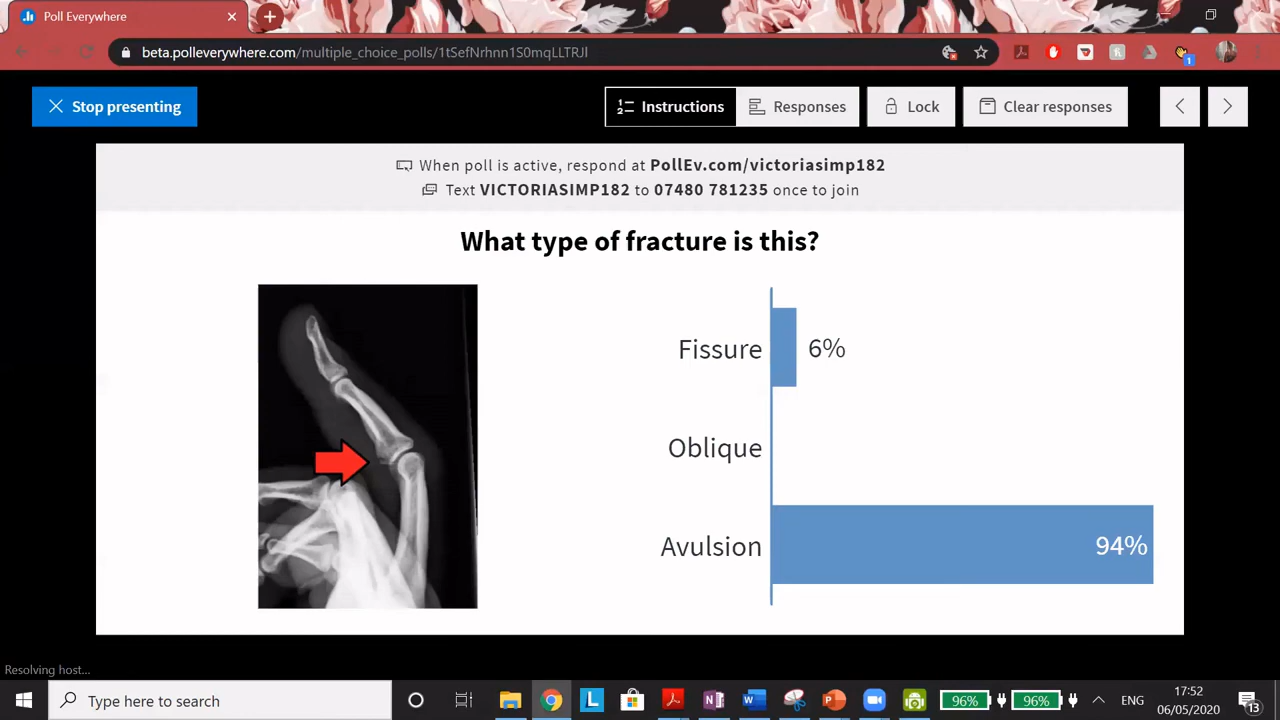 Poll Everywhere
beta.polleverywhere.com/multiple_choice_polls/1tSefNrhnn1S0mqLLTRJl
1
Stop presenting
Instructions
Responses
Lock
Clear responses
When poll is active, respond at PollEv.com/victoriasimp182
Text VICTORIASIMP182 to 07480 781235 once to join
What type of fracture is this?
Fissure
6%
Oblique
Avulsion
94%
Resolving host...
Type here to search
96%
96%
ENG
17:52
06/05/2020
13